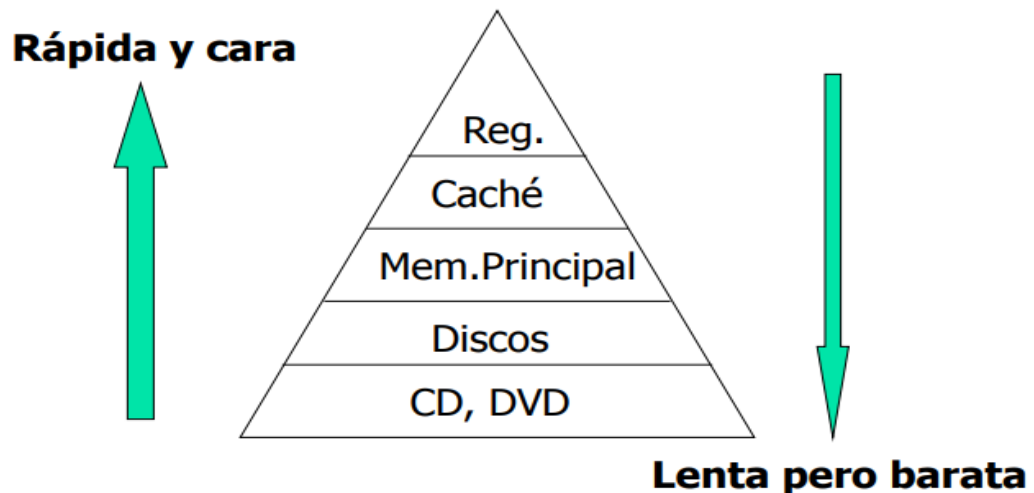 Rápida y cara
Reg.
Caché
Mem.Principal
Discos
CD, DVD
Lenta pero barata